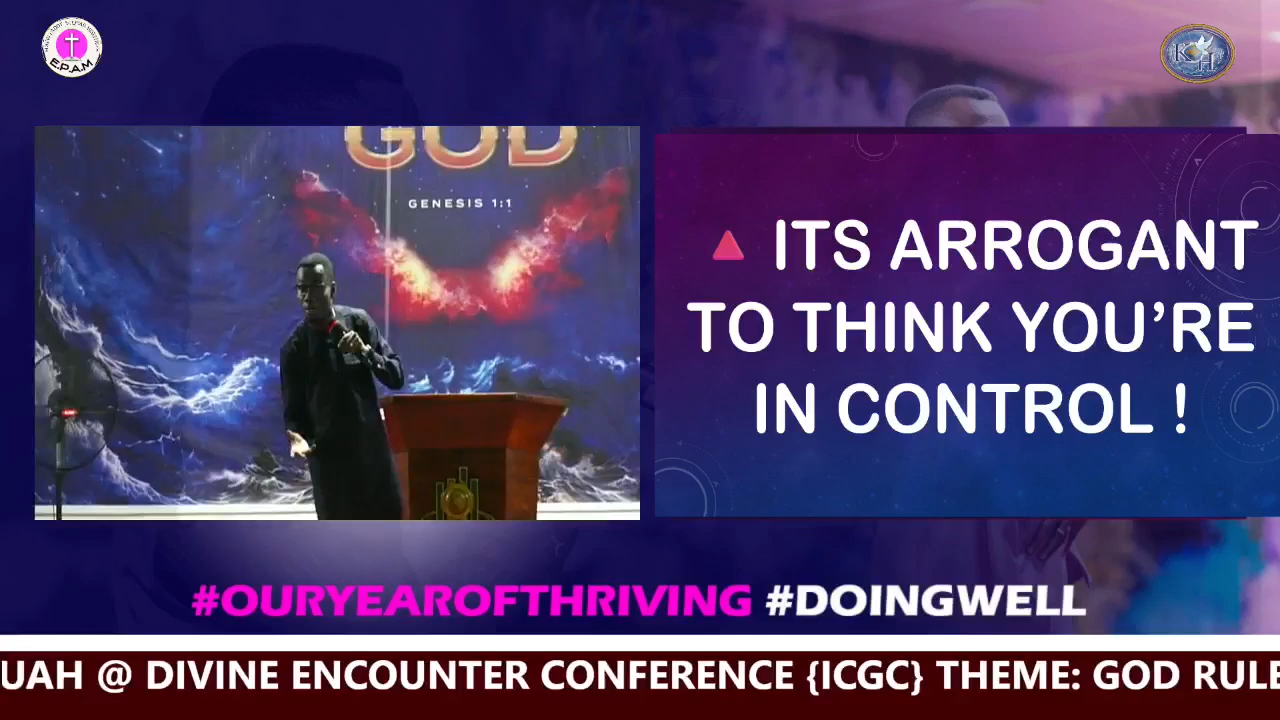 E.P.A.M
K H
GOD
GENESIS 1:1
ITS ARROGANT
TO THINK YOU’RE
IN CONTROL !
#OURYEAROFTHRIVING #DOINGWELL
UAH @ DIVINE ENCOUNTER CONFERENCE {ICGC} THEME: GOD RULE